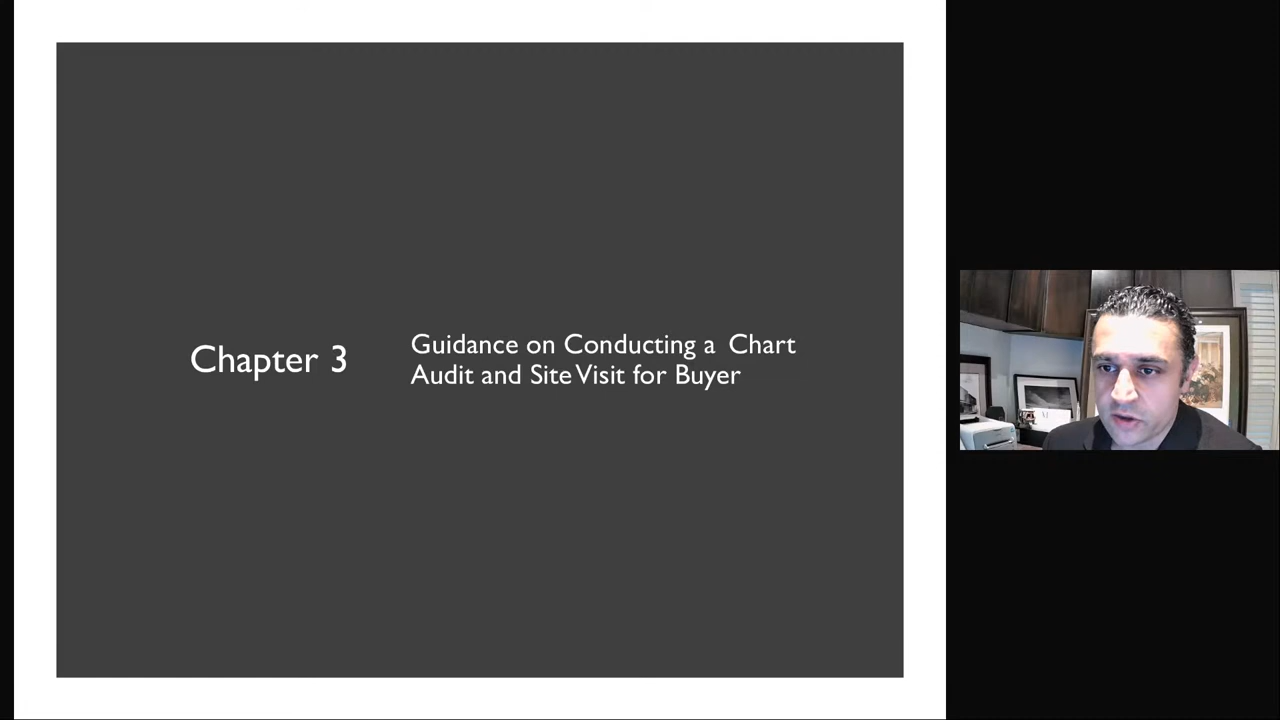 Chapter 3
Guidance on Conducting a Chart
Audit and Site Visit for Buyer